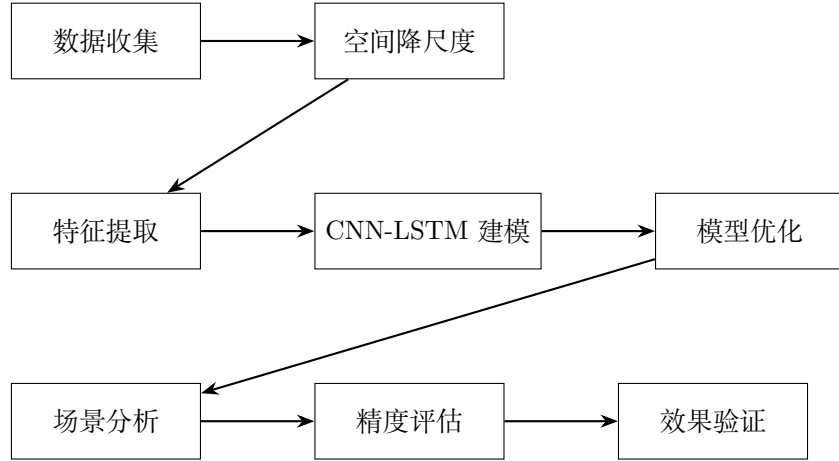 数据收集
空间降尺度
特征提取
CNN-LSTM 建模
模型优化
场景分析
精度评估
效果验证